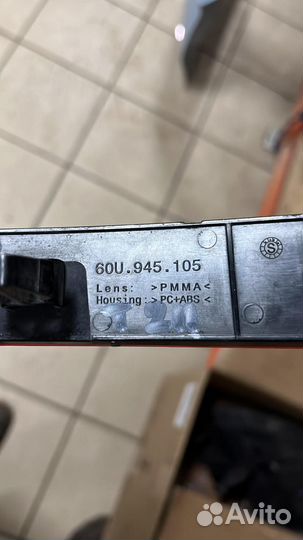 60U.945.105
Lens: >PMMA<
Housing: >PC+ABS<
Avito